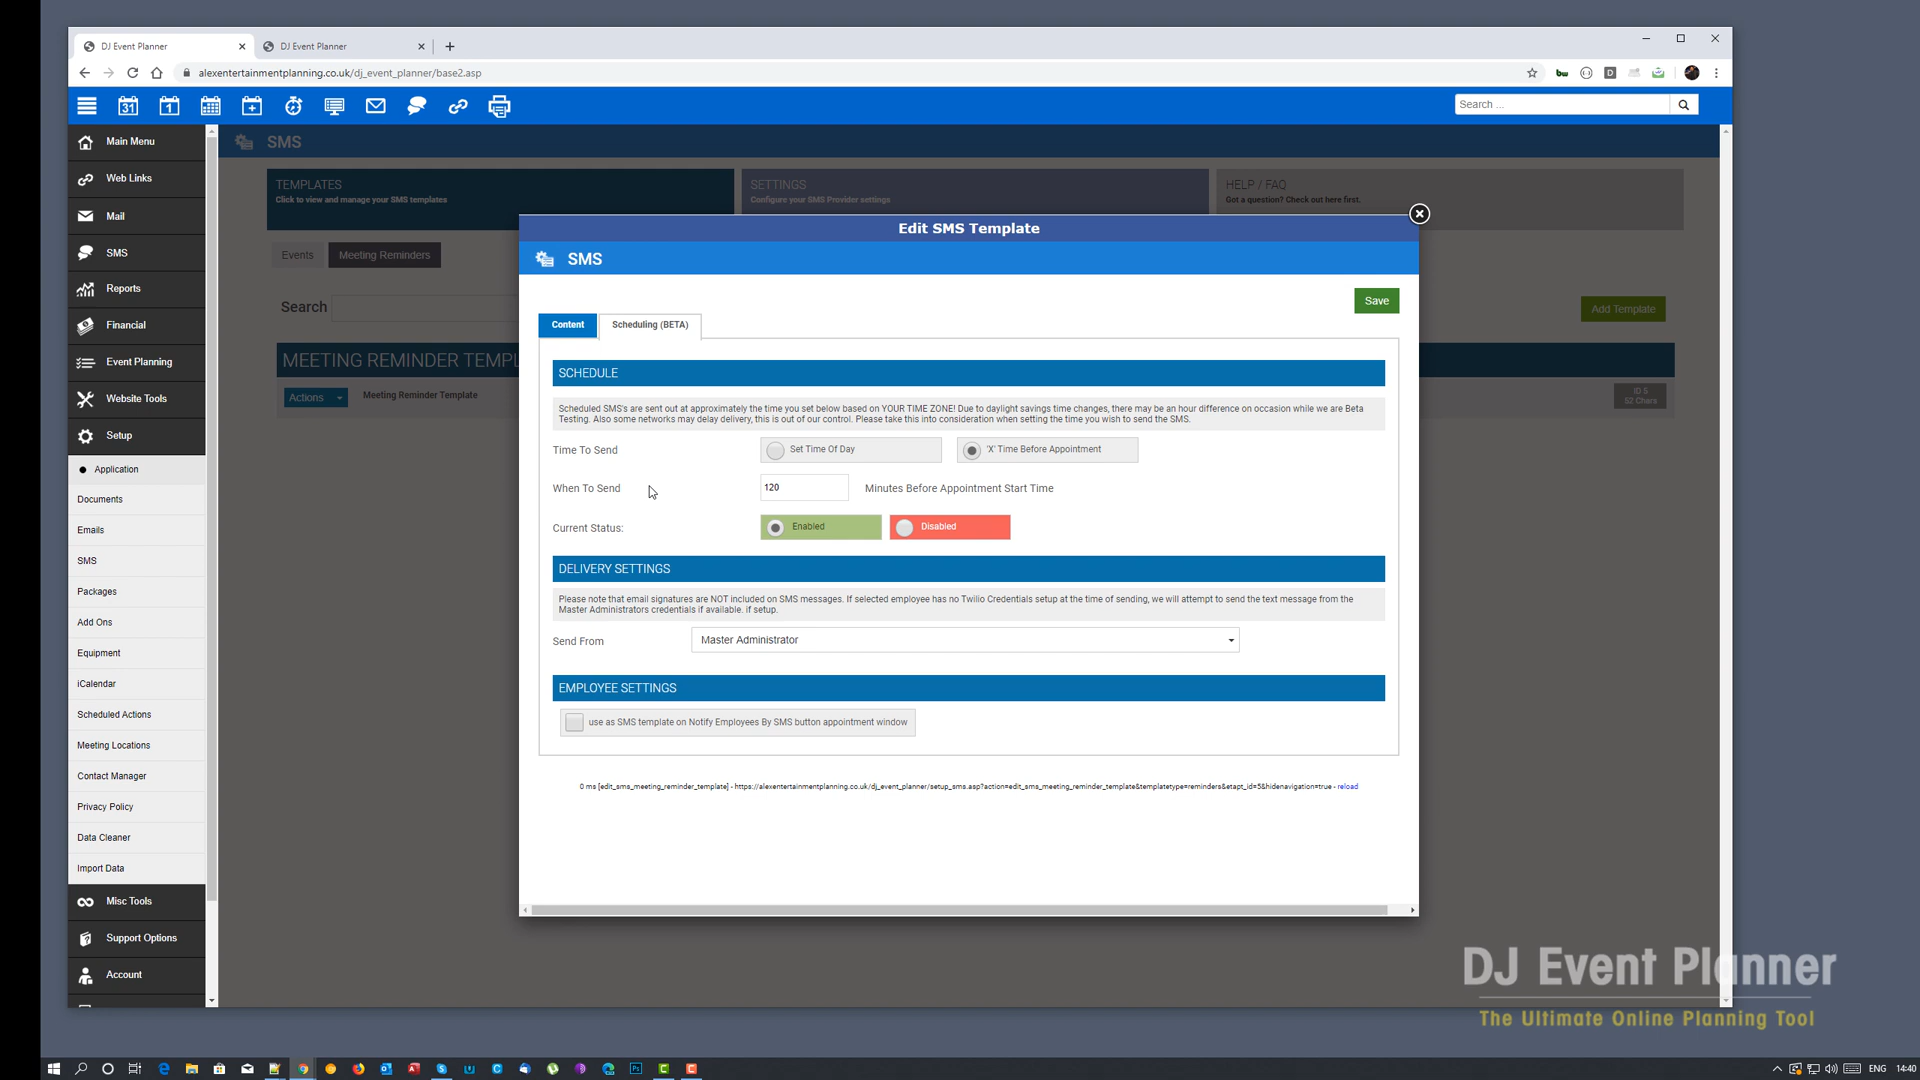 DJ Event Planner
DJ Event Planner
alexentertainmentplanning.co.uk/dj_event_planner/base2.asp
31
1
Search ...
Main Menu
Web Links
Mail
SMS
Reports
Financial
Event Planning
Website Tools
Setup
Application
Documents
Emails
SMS
Packages
Add Ons
Equipment
iCalendar
Scheduled Actions
Meeting Locations
Contact Manager
Privacy Policy
Data Cleaner
Import Data
Misc Tools
Support Options
Account
SMS
TEMPLATES
Click to view and manage your SMS templates
SETTINGS
Configure your SMS Provider settings
HELP / FAQ
Got a question? Check out here first.
Events
Meeting Reminders
Search
Add Template
MEETING REMINDER TEMPL
Actions
Meeting Reminder Template
ID 5
52 Chars
Edit SMS Template
SMS
Save
Content
Scheduling (BETA)
SCHEDULE
Scheduled SMS's are sent out at approximately the time you set below based on YOUR TIME ZONE! Due to daylight savings time changes, there may be an hour difference on occasion while we are Beta
Testing. Also some networks may delay delivery, this is out of our control. Please take this into consideration when setting the time you wish to send the SMS.
Time To Send
Set Time Of Day
'X' Time Before Appointment
When To Send
120
Minutes Before Appointment Start Time
Current Status:
Enabled
Disabled
DELIVERY SETTINGS
Please note that email signatures are NOT included on SMS messages. If selected employee has no Twilio Credentials setup at the time of sending, we will attempt to send the text message from the
Master Administrators credentials if available. if setup.
Send From
Master Administrator
EMPLOYEE SETTINGS
use as SMS template on Notify Employees By SMS button appointment window
0 ms [edit_sms_meeting_reminder_template] - https://alexentertainmentplanning.co.uk/dj_event_planner/setup_sms.asp?action=edit_sms_meeting_reminder_template&templatetype=reminders&etapt_id=5&hidenavigation=true - reload
DJ Event Planner
The Ultimate Online Planning Tool
ENG
14:40